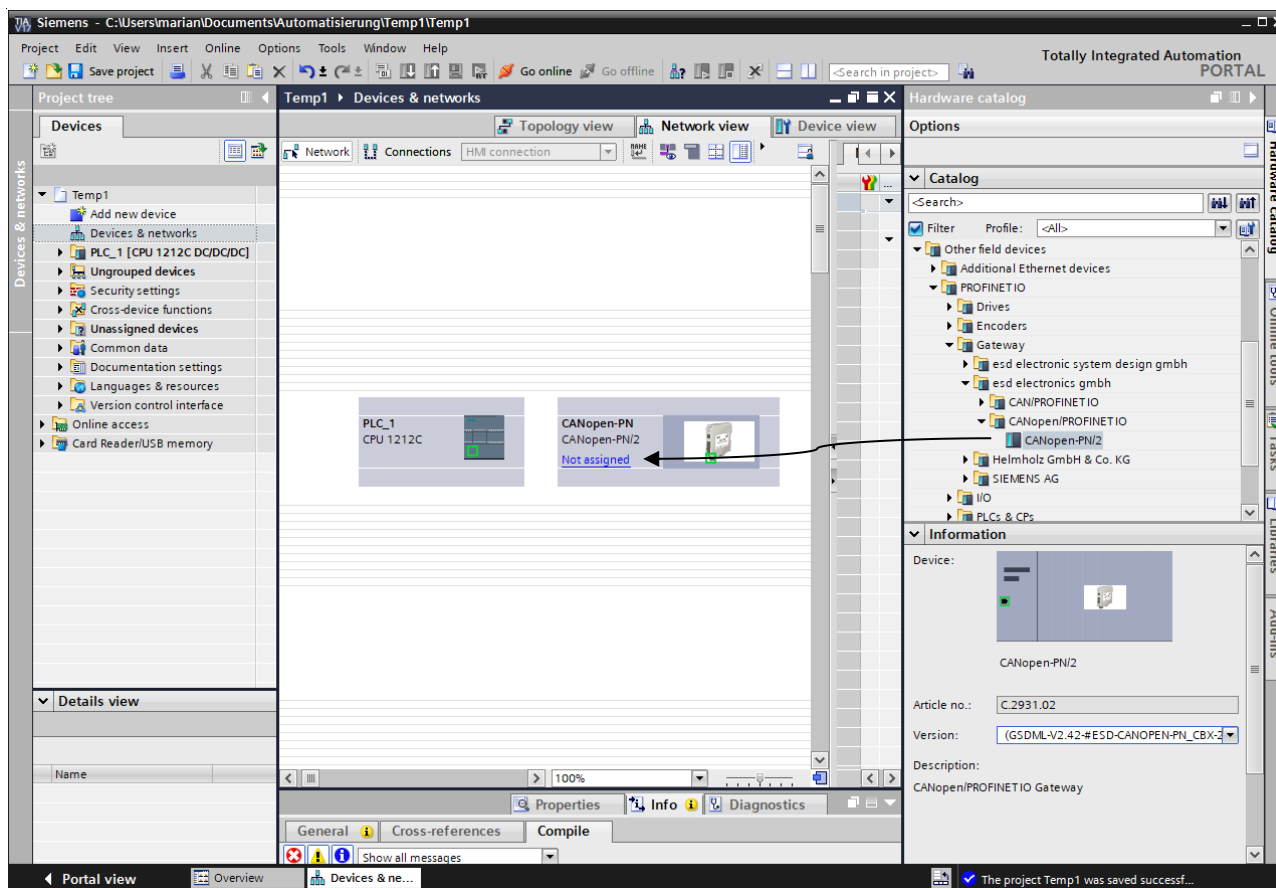 Siemens - C:\Users\marian\Documents\Automatisierung\Temp1\Temp1
Project Edit View Insert Online Options Tools Window Help
Totally Integrated Automation
PORTAL
Save project Go online Go offline <Search in project>
Project tree
Temp1 Devices & networks
Hardware catalog
Devices
Topology view Network view Device view
Options
Network Connections HMI connection
Devices & networks
Temp1
Add new device
Devices & networks
PLC_1 [CPU 1212C DC/DC/DC]
Ungrouped devices
Security settings
Cross-device functions
Unassigned devices
Common data
Documentation settings
Languages & resources
Version control interface
Online access
Card Reader/USB memory
PLC_1
CPU 1212C
CANopen-PN
CANopen-PN/2
Not assigned
Catalog
<Search>
Filter Profile: <All>
Other field devices
Additional Ethernet devices
PROFINET IO
Drives
Encoders
Gateway
esd electronic system design gmbh
esd electronics gmbh
CAN/PROFINET IO
CANopen/PROFINET IO
CANopen-PN/2
Helmholz GmbH & Co. KG
SIEMENS AG
I/O
PLCs & CPs
Information
Device:
CANopen-PN/2
Article no.: C.2931.02
Version: (GSDML-V2.42-#ESD-CANOPEN-PN_CBX-2
Description:
CANopen/PROFINET IO Gateway
Hardware catalog
Online tools
Tasks
Libraries
Add-ins
Details view
Name
100%
Properties Info Diagnostics
General Cross-references Compile
Show all messages
Portal view Overview Devices & ne... The project Temp1 was saved successf...